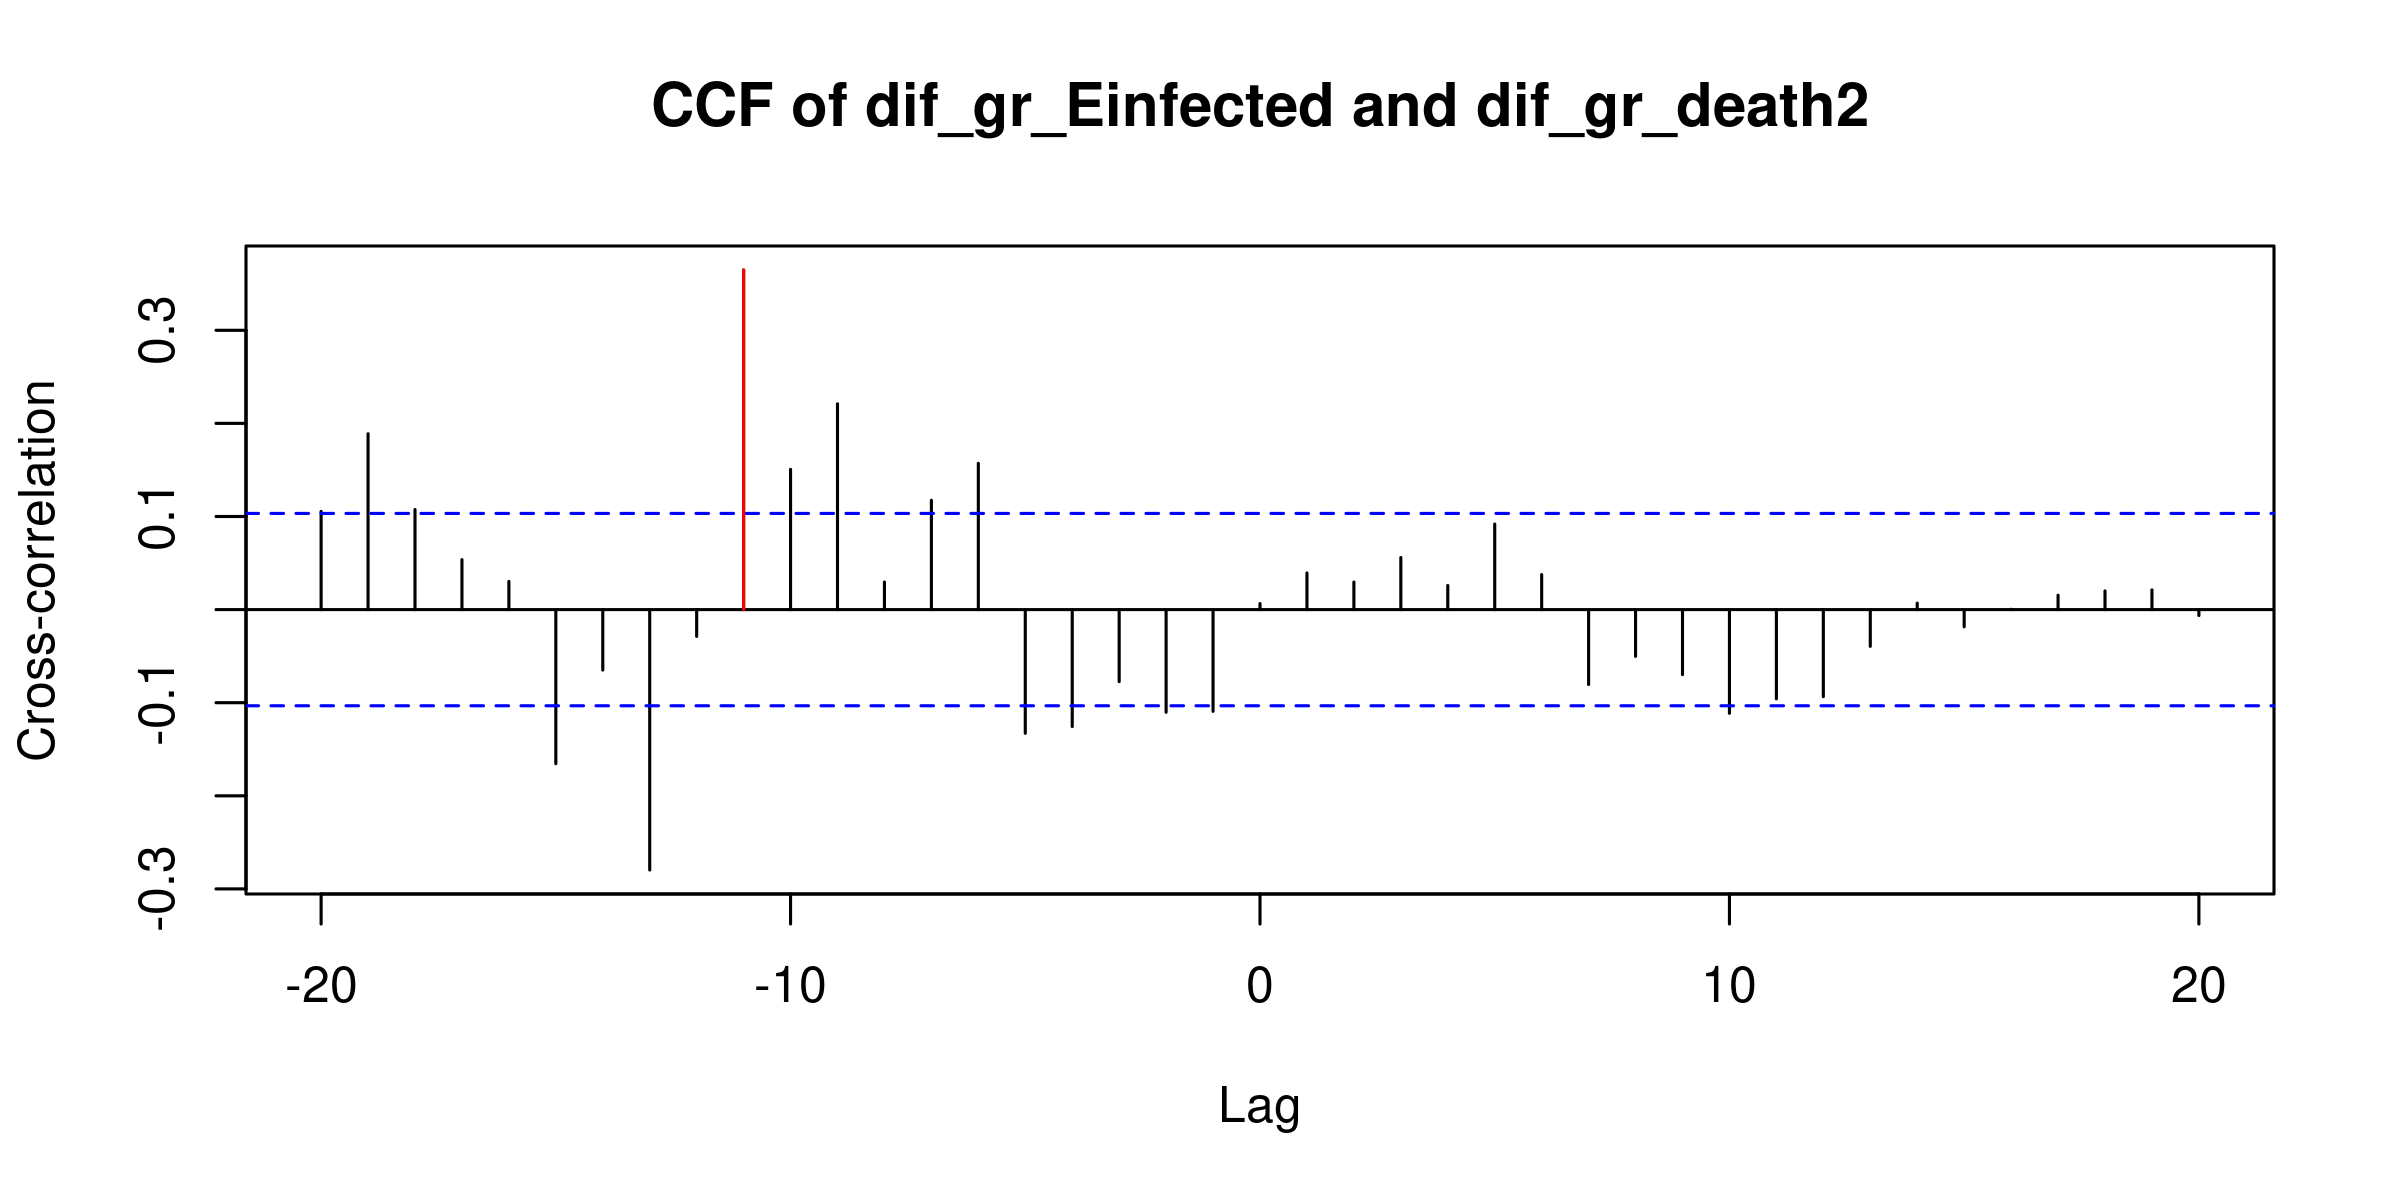 CCF of dif_gr_Einfected and dif_gr_death2
Cross-correlation
0.3
0.1
-0.1
-0.3
-20 -10 0 10 20
Lag